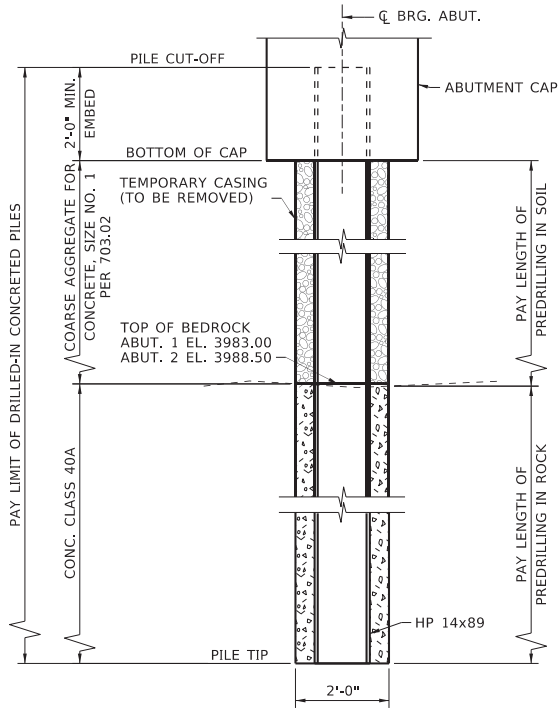 ℄ BRG. ABUT.
PILE CUT-OFF
ABUTMENT CAP
2'-0" MIN.
EMBED
BOTTOM OF CAP
TEMPORARY CASING
(TO BE REMOVED)
COARSE AGGREGATE FOR
CONCRETE, SIZE NO. 1
PER 703.02
PAY LENGTH OF
PREDRILLING IN SOIL
TOP OF BEDROCK
ABUT. 1 EL. 3983.00
ABUT. 2 EL. 3988.50
PAY LIMIT OF DRILLED-IN CONCRETED PILES
CONC. CLASS 40A
PAY LENGTH OF
PREDRILLING IN ROCK
HP 14x89
PILE TIP
2'-0"